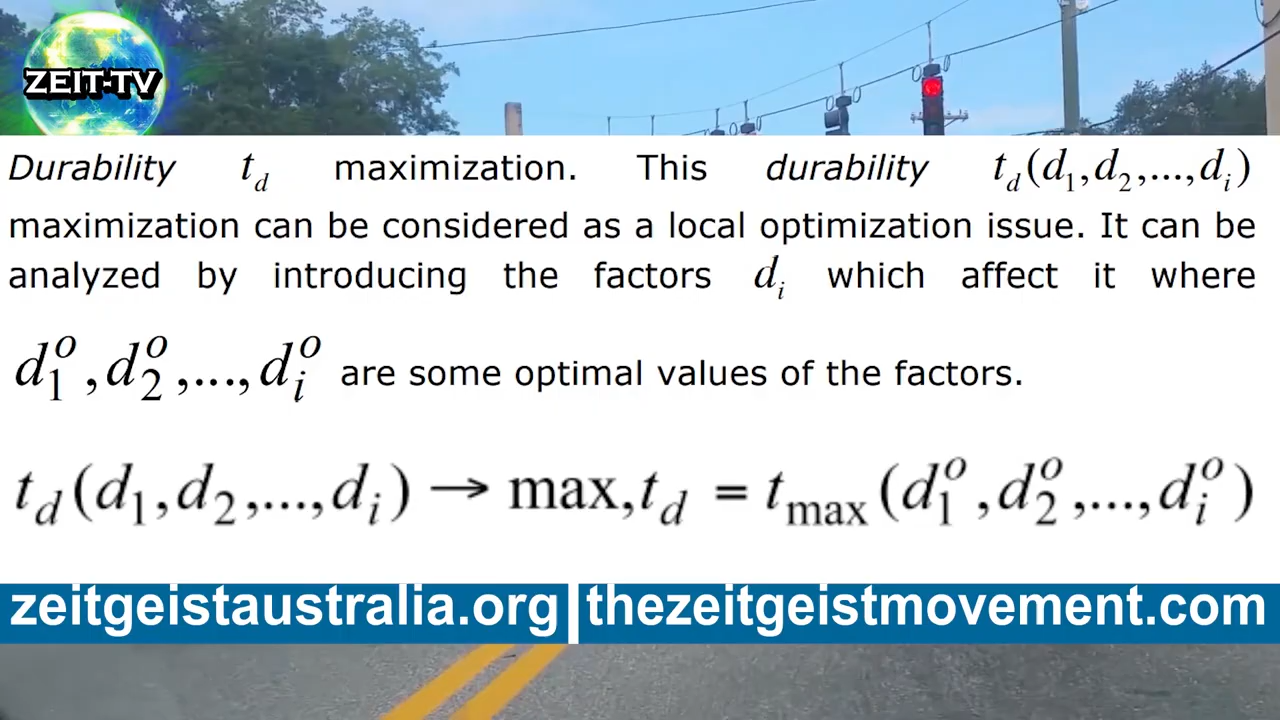 ZEIT-TV
Durability t_d maximization. This durability t_d(d_1,d_2,...,d_i)
maximization can be considered as a local optimization issue. It can be
analyzed by introducing the factors d_i which affect it where
d_1^o,d_2^o,...,d_i^o are some optimal values of the factors.
t_d(d_1,d_2,...,d_i) → max,t_d = t_max(d_1^o,d_2^o,...,d_i^o)
zeitgeistaustralia.org|thezeitgeistmovement.com